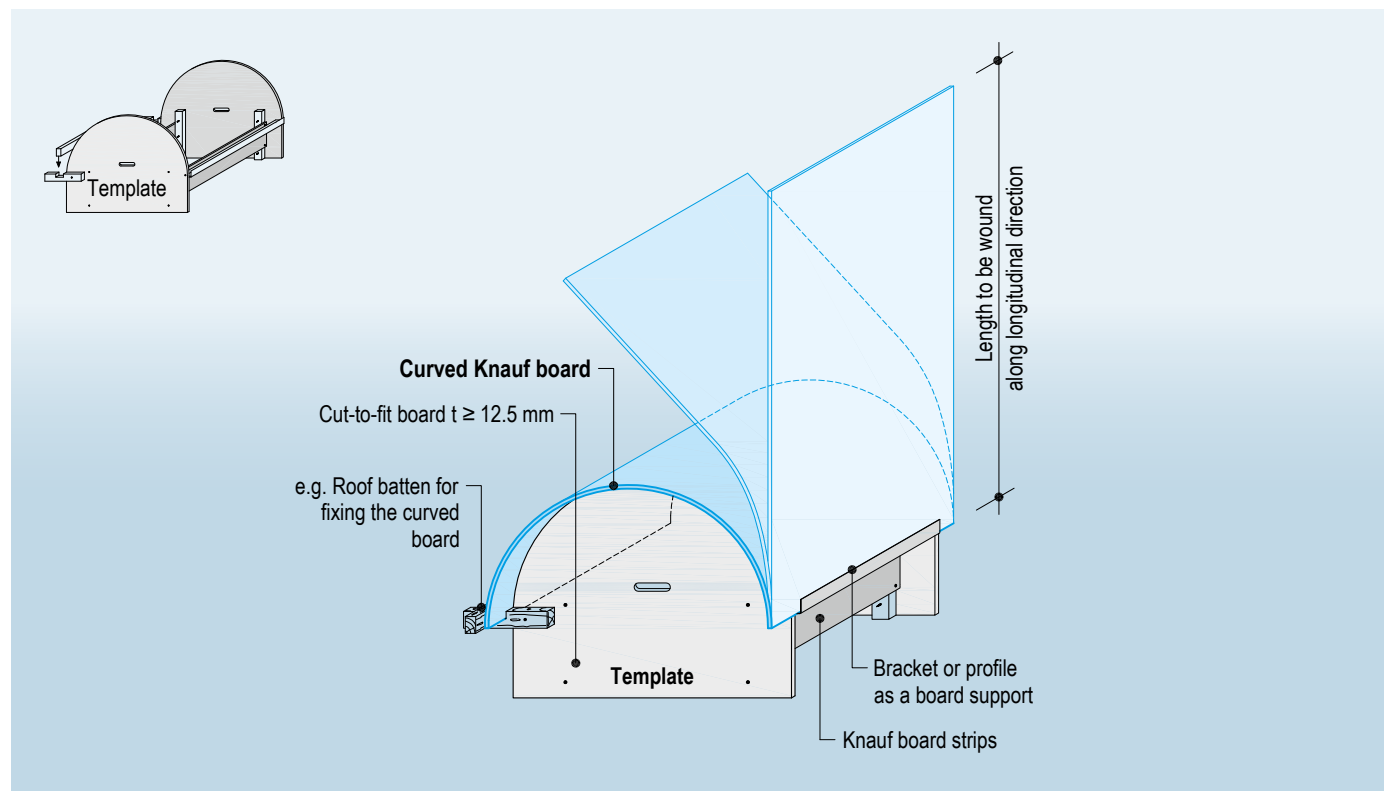 Template
Length to be wound
along longitudinal direction
Curved Knauf board
Cut-to-fit board t ≥ 12.5 mm
e.g. Roof batten for
fixing the curved
board
Template
Bracket or profile
as a board support
Knauf board strips